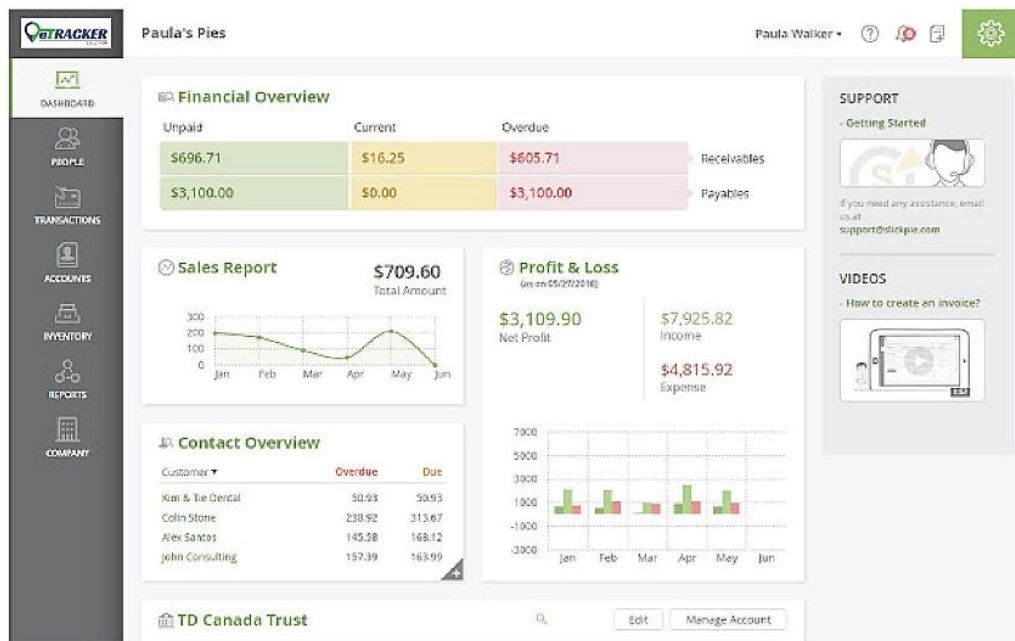 eTRACKER
Paula's Pies
Paula Walker
DASHBOARD
PEOPLE
TRANSACTIONS
ACCOUNTS
INVENTORY
REPORTS
COMPANY
Financial Overview
Unpaid Current Overdue
$696.71 $16.25 $605.71 Receivables
$3,100.00 $0.00 $3,100.00 Payables
Sales Report
$709.60
Total Amount
300
200
100
0
Jan Feb Mar Apr May Jun
Contact Overview
Customer Overdue Due
Kim & Tie Dental 50.93 50.93
Colin Stone 238.92 313.67
Alex Santos 145.58 168.12
John Consulting 157.39 163.99
Profit & Loss
(as on 05/27/2016)
$3,109.90
Net Profit
$7,925.82
Income
$4,815.92
Expense
7000
5000
3000
1000
-1000
-3000
Jan Feb Mar Apr May Jun
TD Canada Trust
Edit Manage Account
SUPPORT
- Getting Started
If you need any assistance, email
us at
support@slickpie.com
VIDEOS
- How to create an invoice?